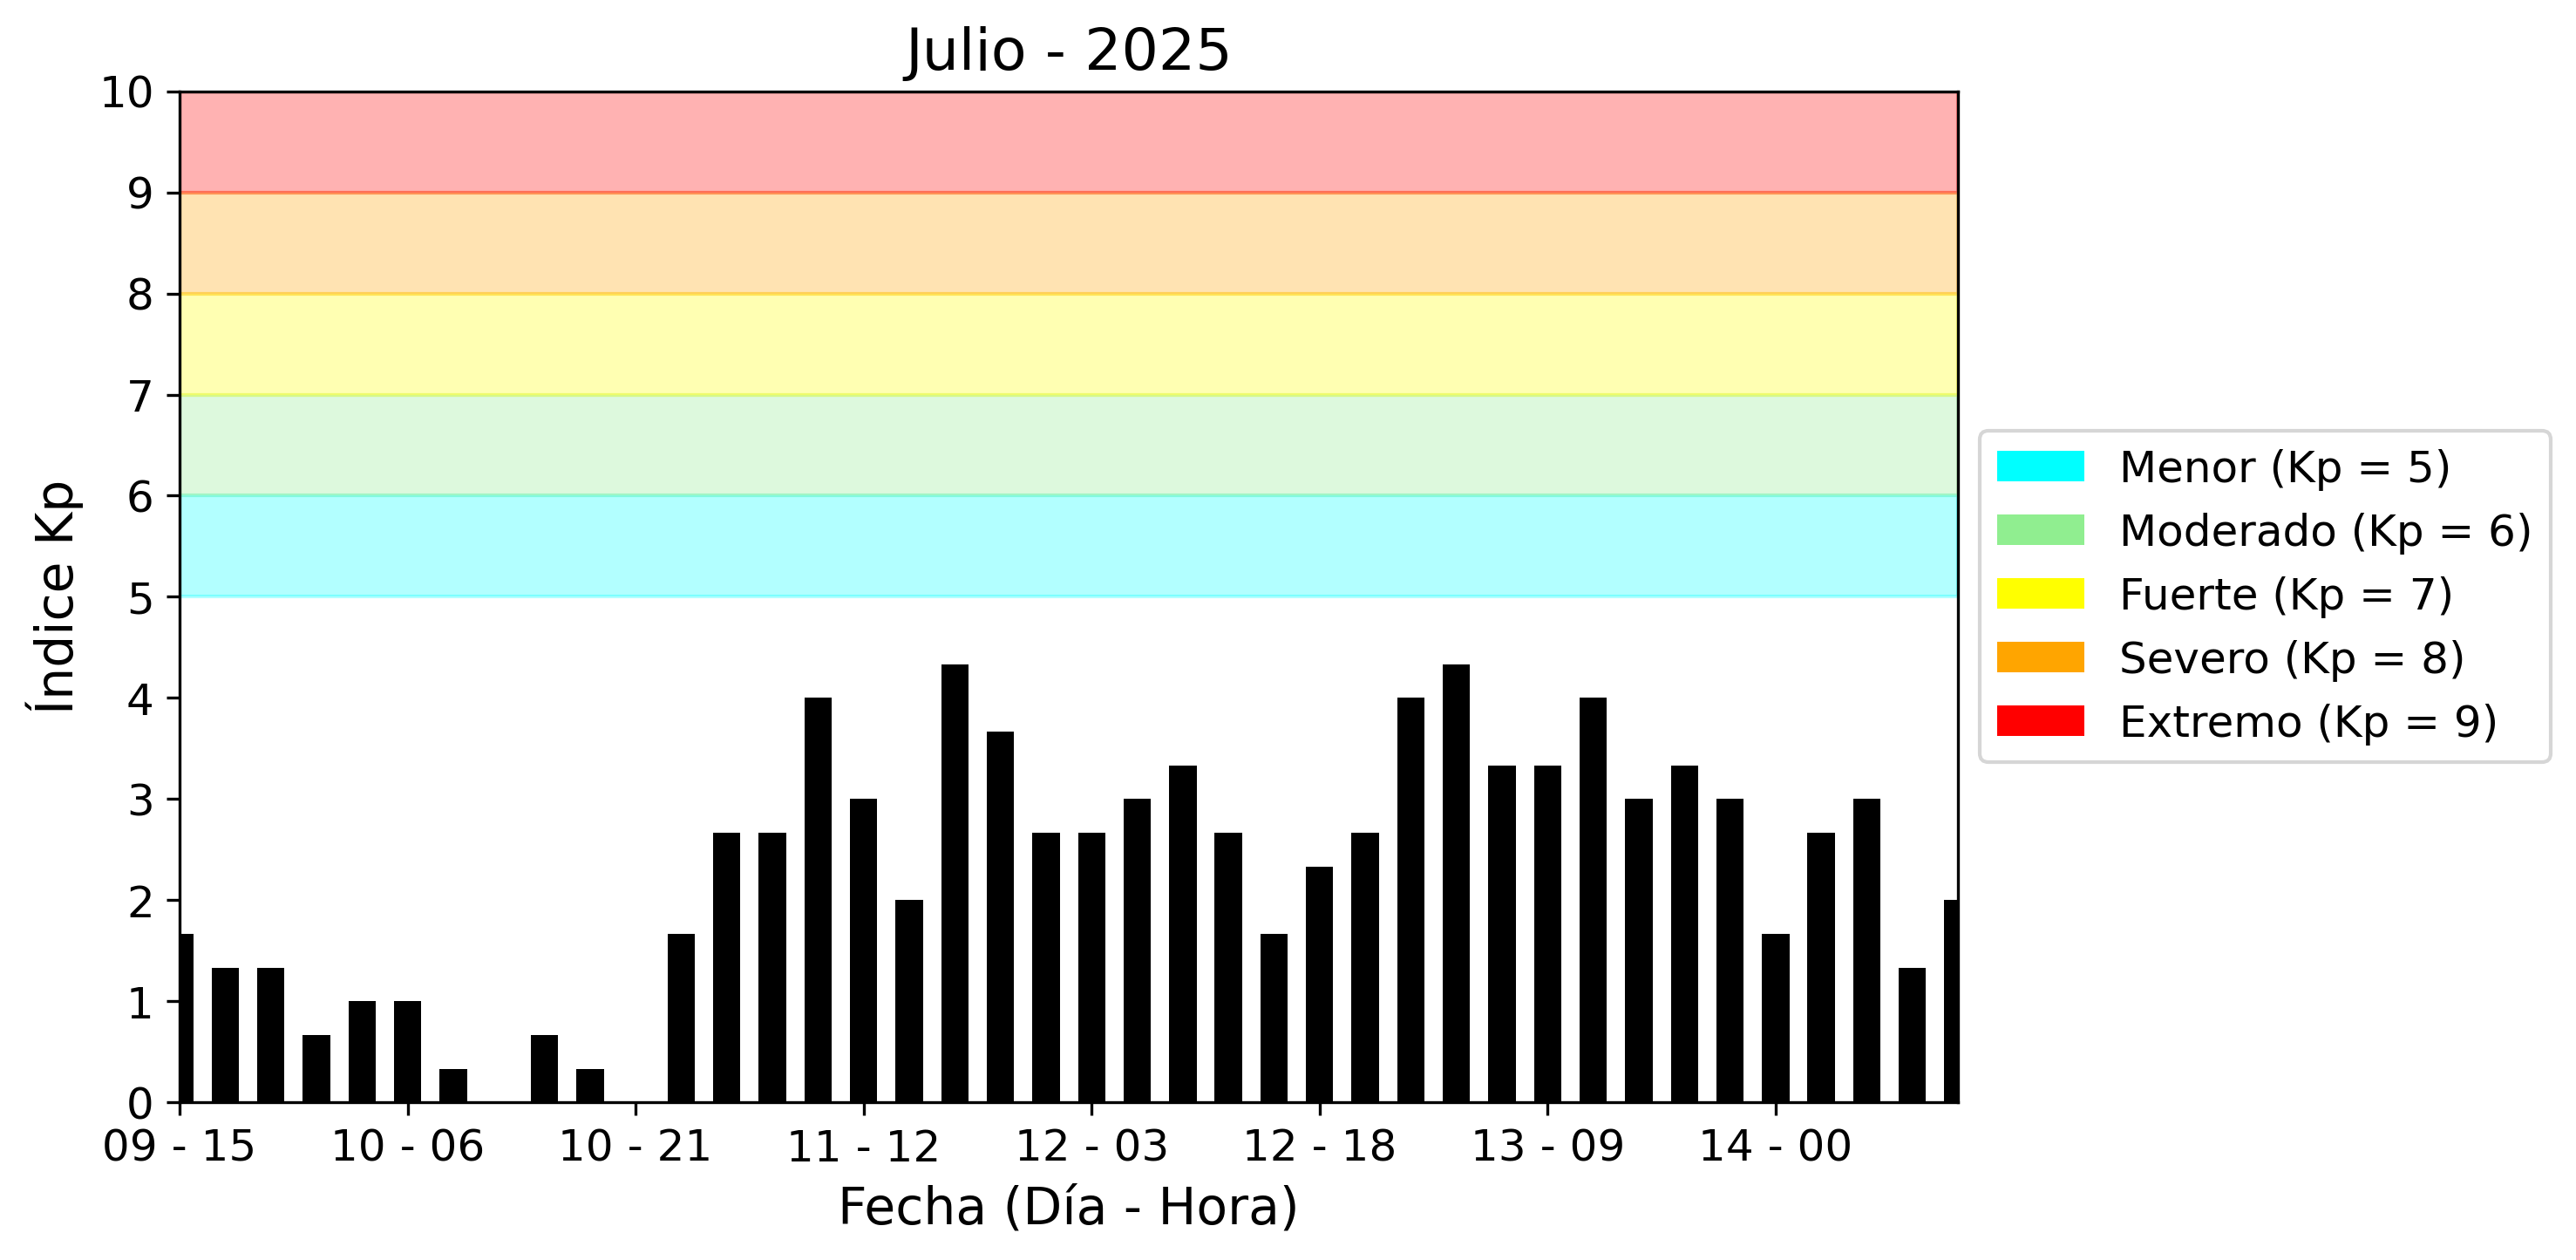 Julio - 2025
10
9
8
7
6
5
4
3
2
1
0
Índice Kp
09 - 15
10 - 06
10 - 21
11 - 12
12 - 03
12 - 18
13 - 09
14 - 00
Fecha (Día - Hora)
Menor (Kp = 5)
Moderado (Kp = 6)
Fuerte (Kp = 7)
Severo (Kp = 8)
Extremo (Kp = 9)